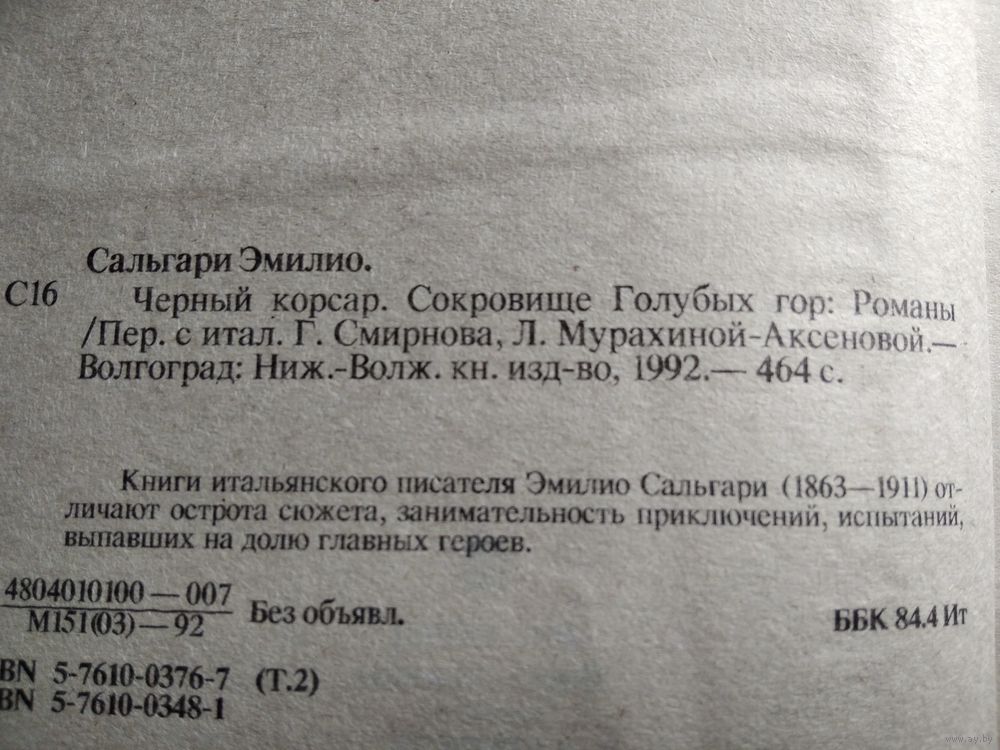 Сальгари Эмилио.
С16
Черный корсар. Сокровище Голубых гор: Романы
/Пер. с итал. Г. Смирнова, Л. Мурахиной-Аксеновой.—
Волгоград: Ниж.-Волж. кн. изд-во, 1992.— 464 с.
Книги итальянского писателя Эмилио Сальгари (1863—1911) от-
личают острота сюжета, занимательность приключений, испытаний,
выпавших на долю главных героев.
4804010100—007
М151(03)—92
Без объявл.
ББК 84.4 Ит
BN 5-7610-0376-7 (Т.2)
BN 5-7610-0348-1
www.ay.by